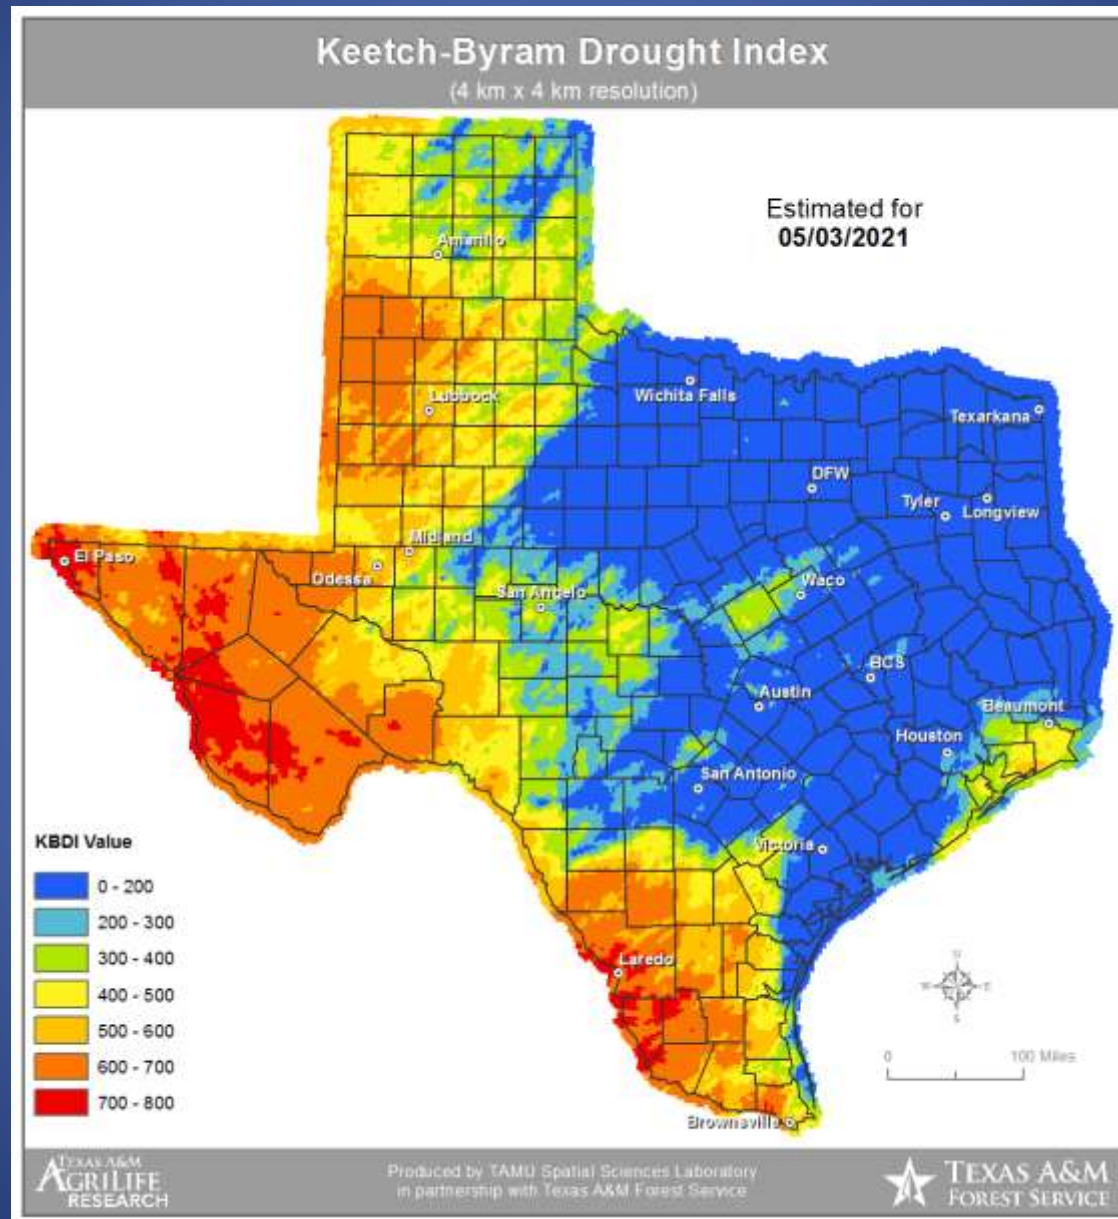 Keetch-Byram Drought Index
(4 km x 4 km resolution)
Estimated for
05/03/2021
Amarillo
Wichita Falls
Lubbock
Texarkana
DFW
Tyler
Longview
Midland
El Paso
Odessa
San Angelo
Waco
BCS
Austin
Beaumont
Houston
San Antonio
Victoria
KBDI Value
0 - 200
200 - 300
300 - 400
400 - 500
500 - 600
600 - 700
700 - 800
Laredo
N
W E
S
0 100 Miles
Brownsville
TEXAS A&M
AGRILIFE
RESEARCH
Produced by TAMU Spatial Sciences Laboratory
in partnership with Texas A&M Forest Service
TEXAS A&M
FOREST SERVICE